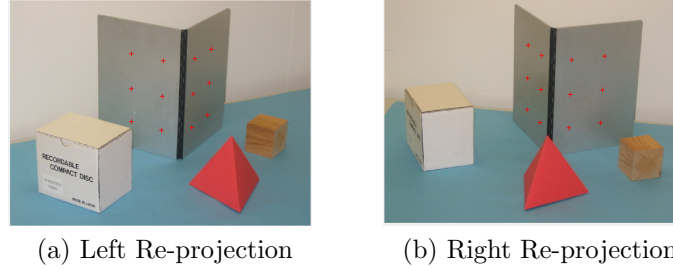 RECORDABLE
COMPACT DISC
MADE IN JAPAN
(a) Left Re-projection
(b) Right Re-projection